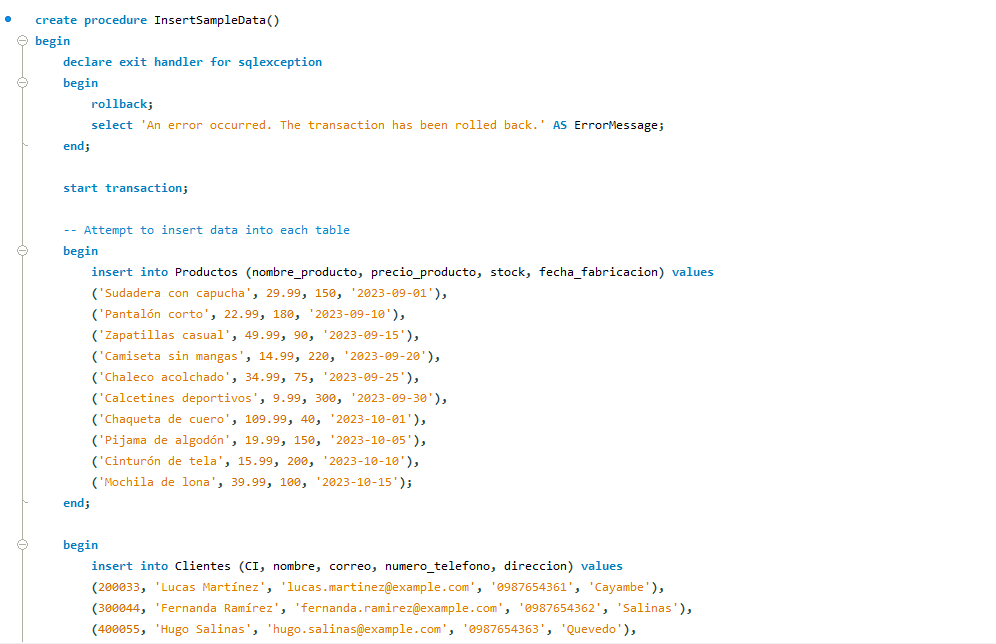 create procedure InsertSampleData()
begin
declare exit handler for sqlexception
begin
rollback;
select 'An error occurred. The transaction has been rolled back.' AS ErrorMessage;
end;
start transaction;
-- Attempt to insert data into each table
begin
insert into Productos (nombre_producto, precio_producto, stock, fecha_fabricacion) values
('Sudadera con capucha', 29.99, 150, '2023-09-01'),
('Pantalón corto', 22.99, 180, '2023-09-10'),
('Zapatillas casual', 49.99, 90, '2023-09-15'),
('Camiseta sin mangas', 14.99, 220, '2023-09-20'),
('Chaleco acolchado', 34.99, 75, '2023-09-25'),
('Calcetines deportivos', 9.99, 300, '2023-09-30'),
('Chaqueta de cuero', 109.99, 40, '2023-10-01'),
('Pijama de algodón', 19.99, 150, '2023-10-05'),
('Cinturón de tela', 15.99, 200, '2023-10-10'),
('Mochila de lona', 39.99, 100, '2023-10-15');
end;
begin
insert into Clientes (CI, nombre, correo, numero_telefono, direccion) values
(200033, 'Lucas Martínez', 'lucas.martinez@example.com', '0987654361', 'Cayambe'),
(300044, 'Fernanda Ramírez', 'fernanda.ramirez@example.com', '0987654362', 'Salinas'),
(400055, 'Hugo Salinas', 'hugo.salinas@example.com', '0987654363', 'Quevedo'),